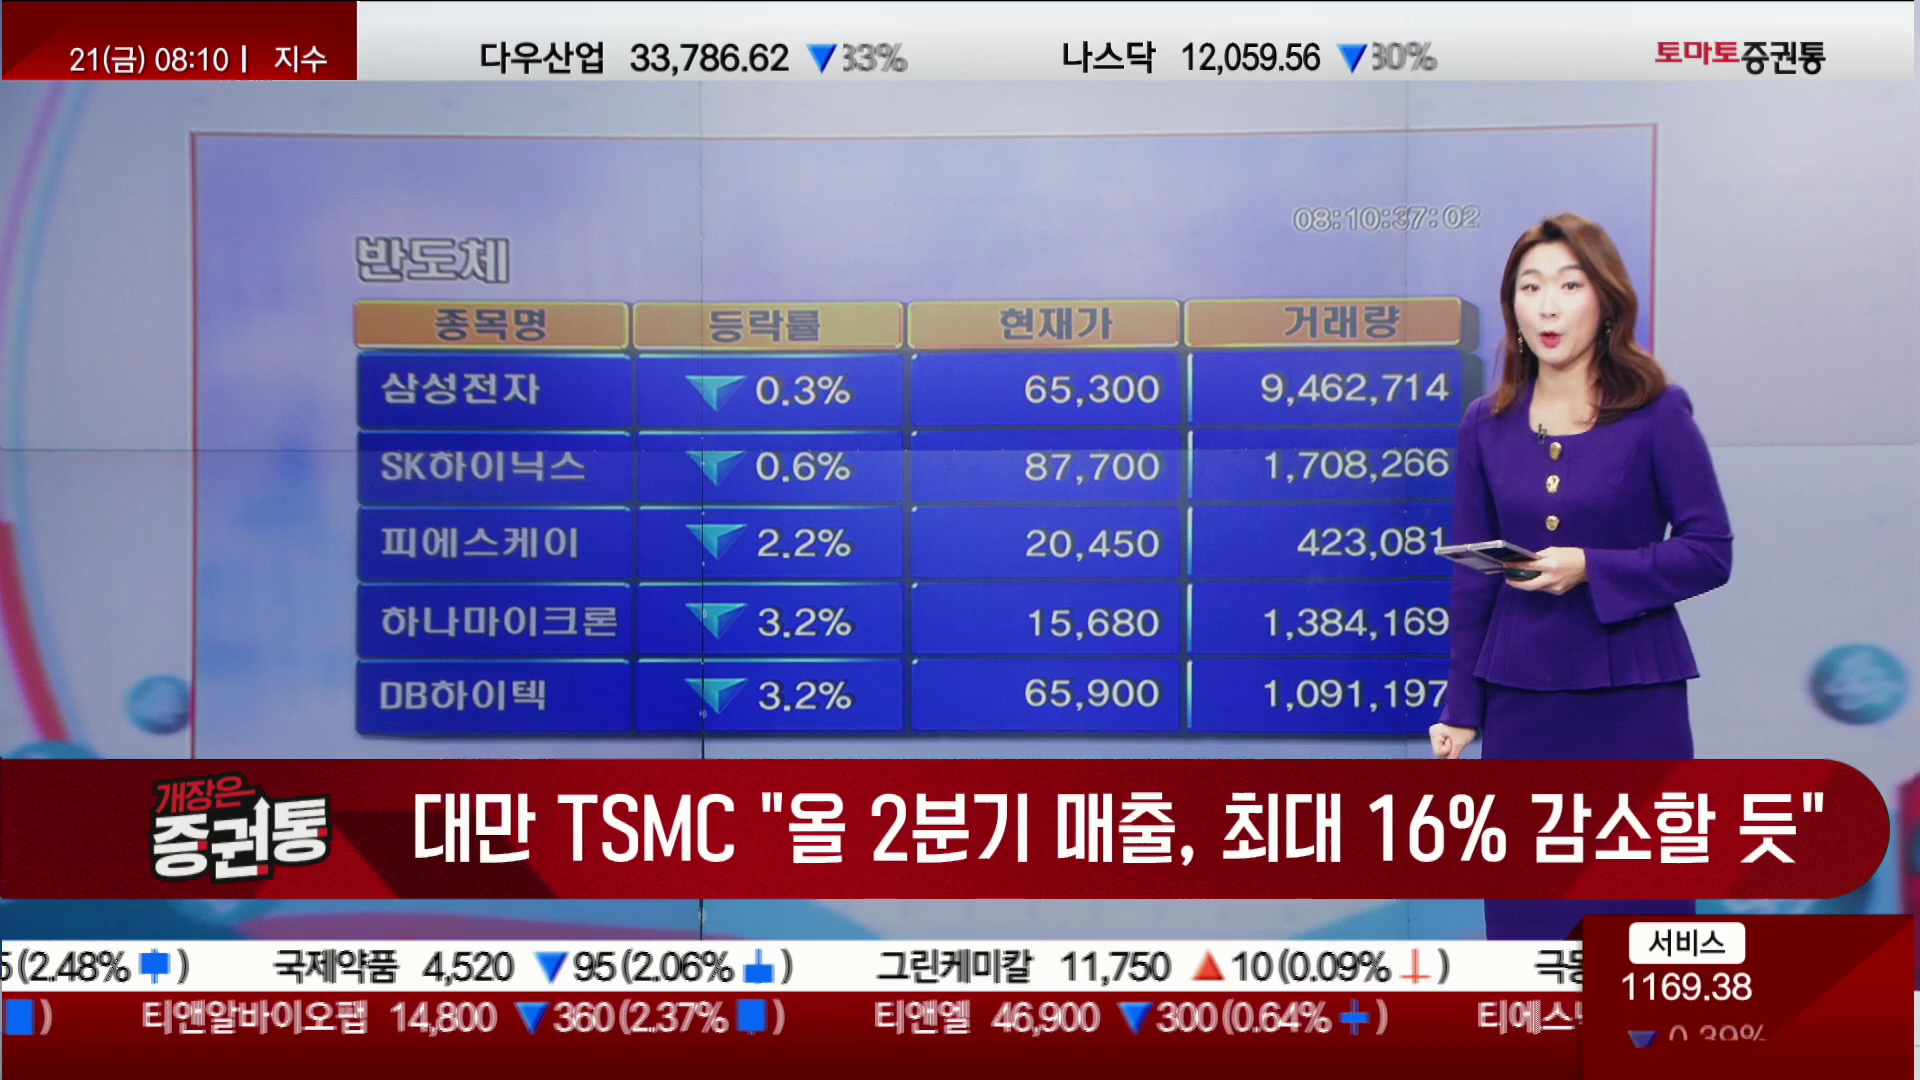 21(금) 08:10 | 지수 다우산업 33,786.62 ▼ 나스닥 12,059.56 ▼ 토마토증권통
08:10:37:02
반도체
종목명 등락률 현재가 거래량
삼성전자 ▼ 0.3% 65,300 9,462,714
SK하이닉스 ▼ 0.6% 87,700 1,708,266
피에스케이 ▼ 2.2% 20,450 423,081
하나마이크론 ▼ 3.2% 15,680 1,384,169
DB하이텍 ▼ 3.2% 65,900 1,091,197
개장은
증권통
대만 TSMC "올 2분기 매출, 최대 16% 감소할 듯"
5 (2.48% ) 국제약품 4,520 ▼ 95 (2.06% ) 그린케미칼 11,750 ▲ 10 (0.09% ) 극동
) 티앤알바이오팹 14,800 ▼ 360 (2.37% ) 티앤엘 46,900 ▼ 300 (0.64% ) 티에스
서비스
1169.38
▼ 0.39%